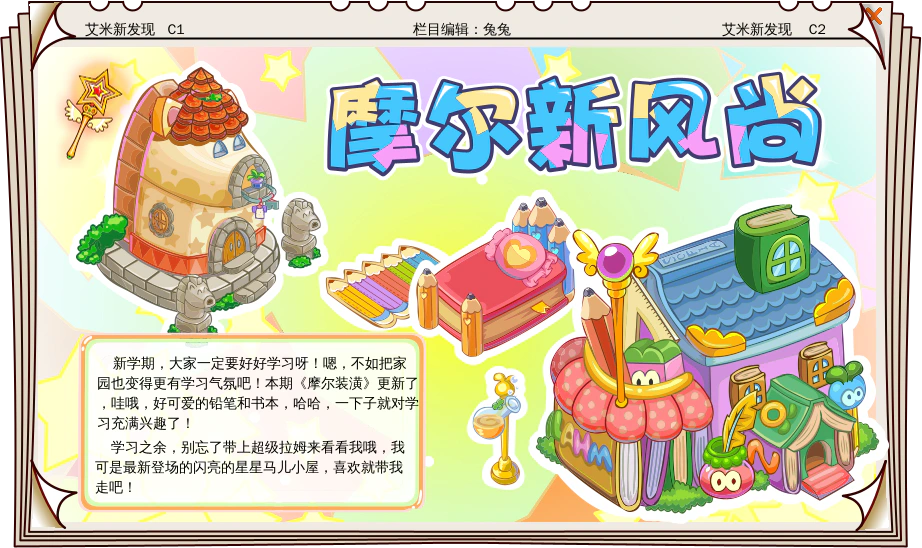 艾米新发现 C1
栏目编辑：兔兔
艾米新发现 C2
摩尔新风尚
新学期，大家一定要好好学习呀！嗯，不如把家
园也变得更有学习气氛吧！本期《摩尔装潢》更新了
，哇哦，好可爱的铅笔和书本，哈哈，一下子就对学
习充满兴趣了！
学习之余，别忘了带上超级拉姆来看看我哦，我
可是最新登场的闪亮的星星马儿小屋，喜欢就带我
走吧！